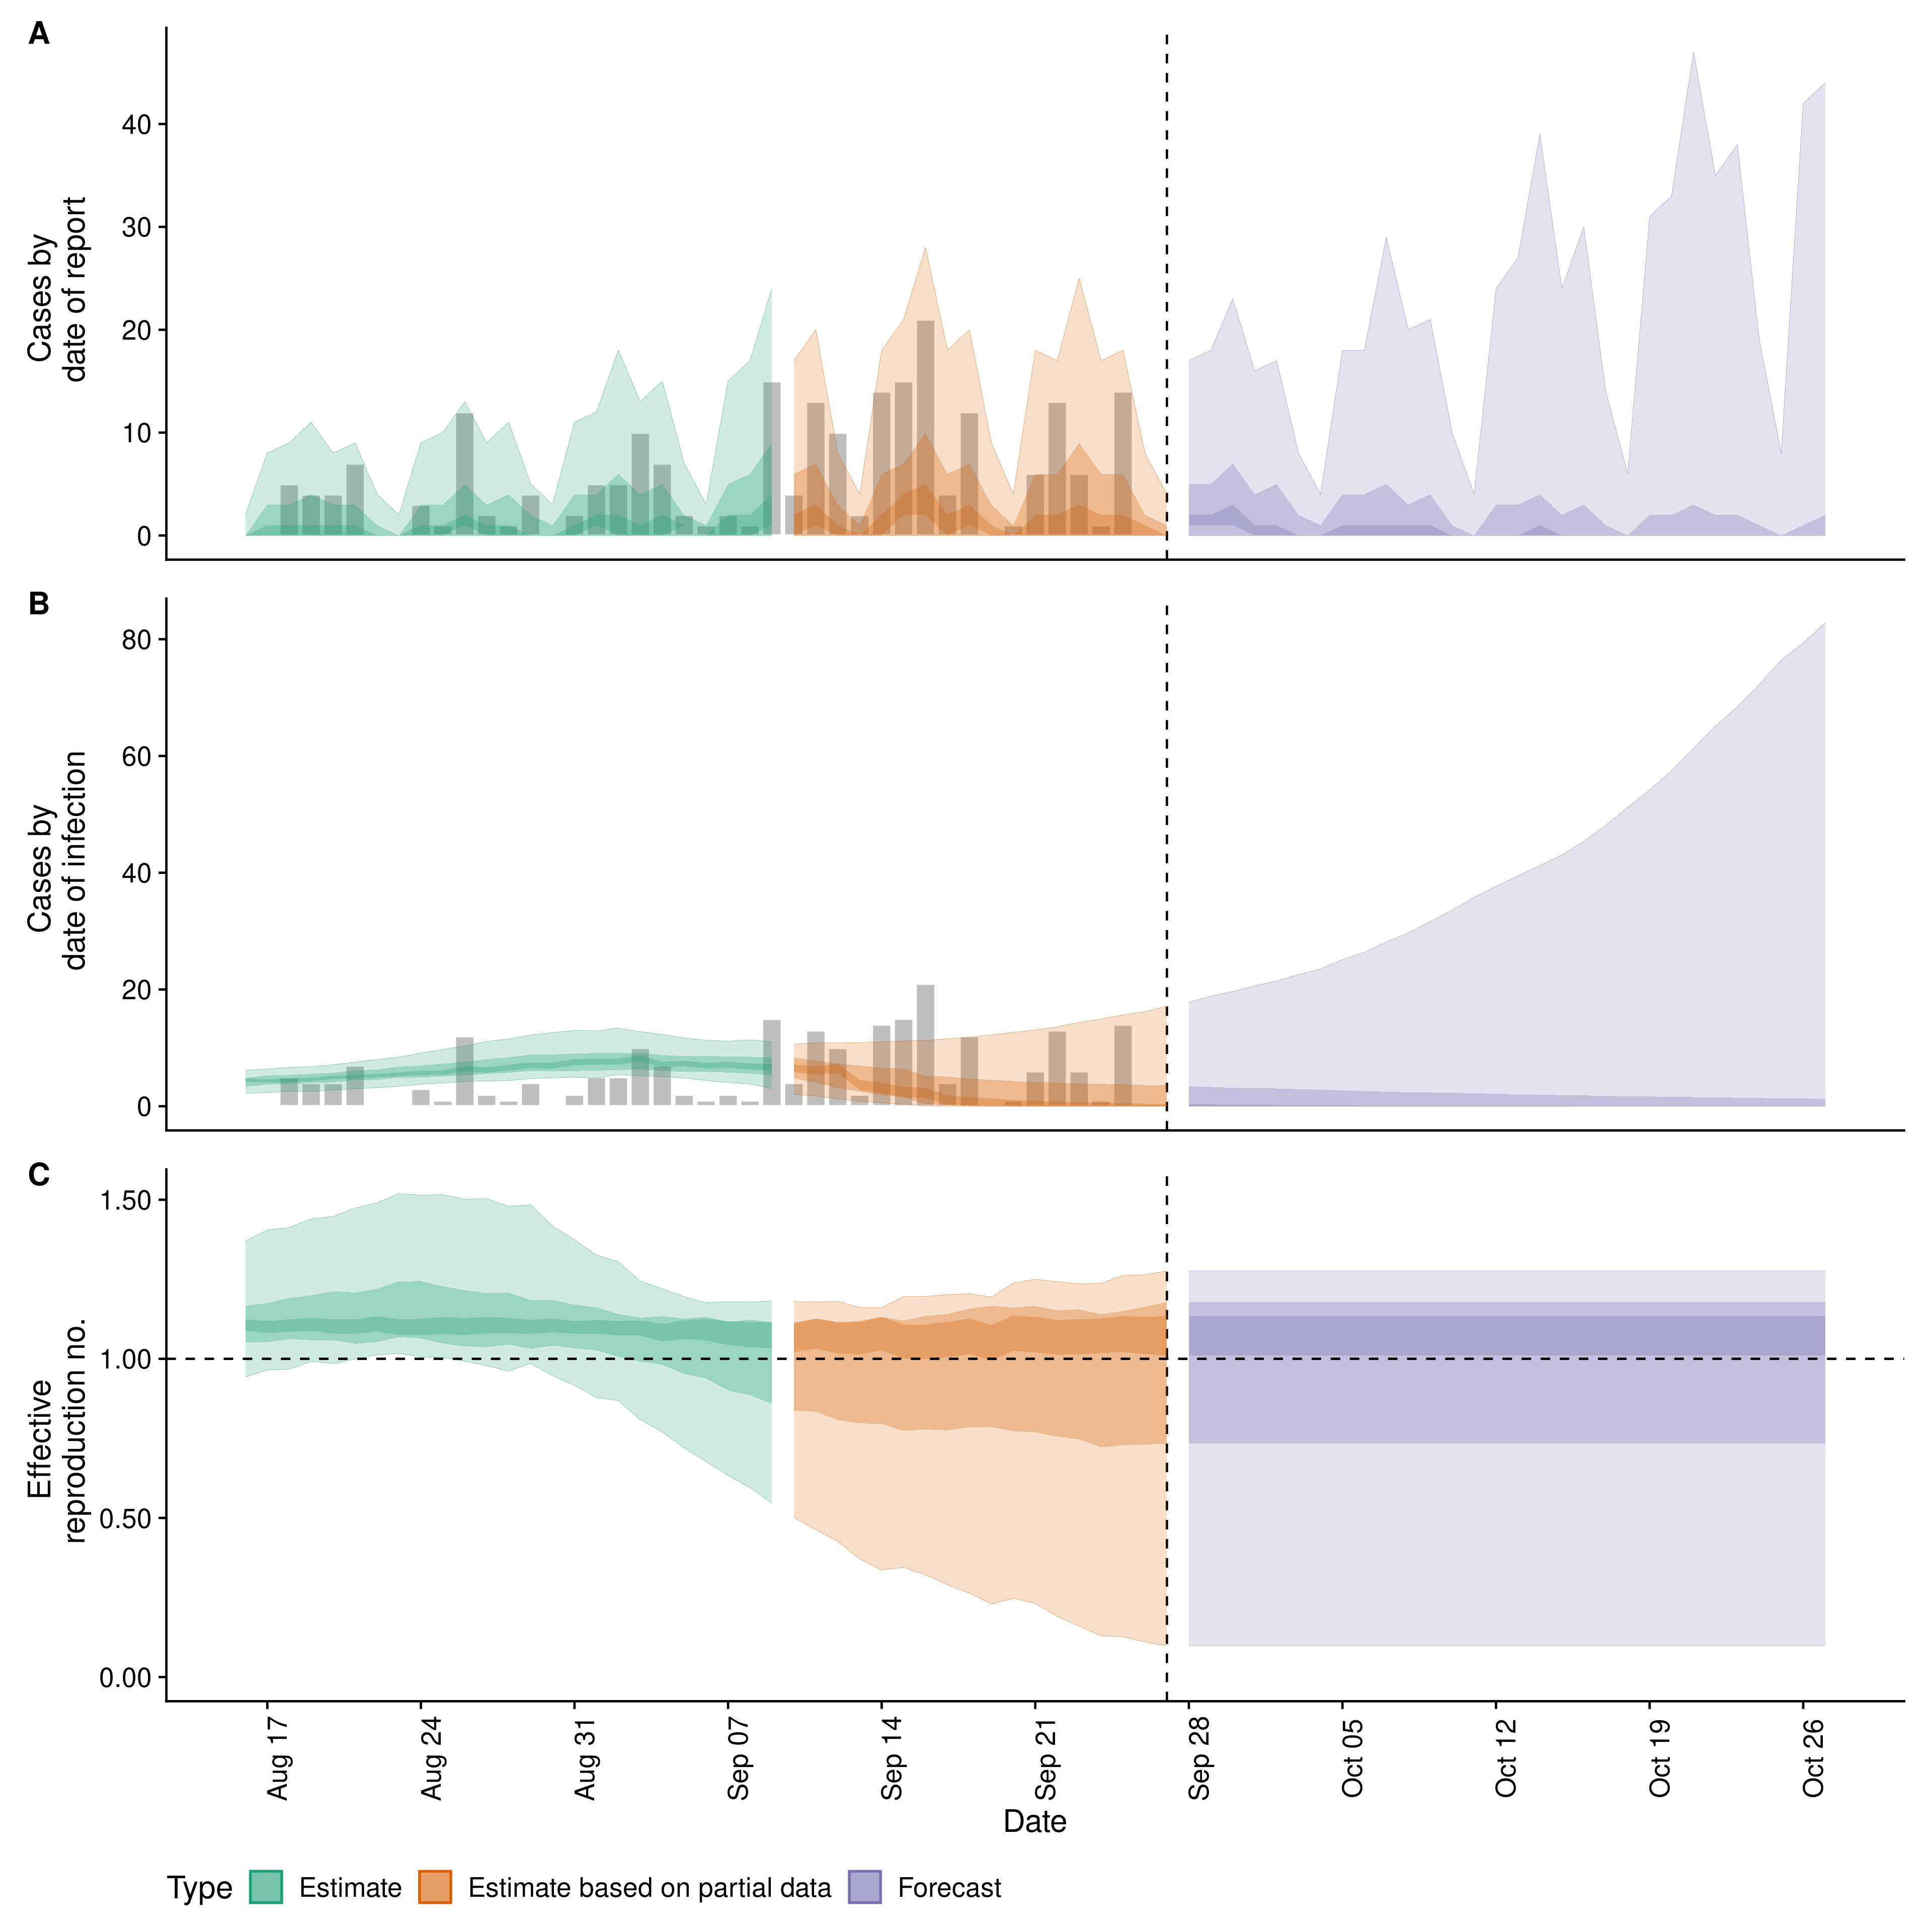 A
Cases by
date of report
40
30
20
10
0
B
Cases by
date of infection
80
60
40
20
0
C
Effective
reproduction no.
1.50
1.00
0.50
0.00
Aug 17
Aug 24
Aug 31
Sep 07
Sep 14
Sep 21
Sep 28
Oct 05
Oct 12
Oct 19
Oct 26
Date
Type Estimate Estimate based on partial data Forecast